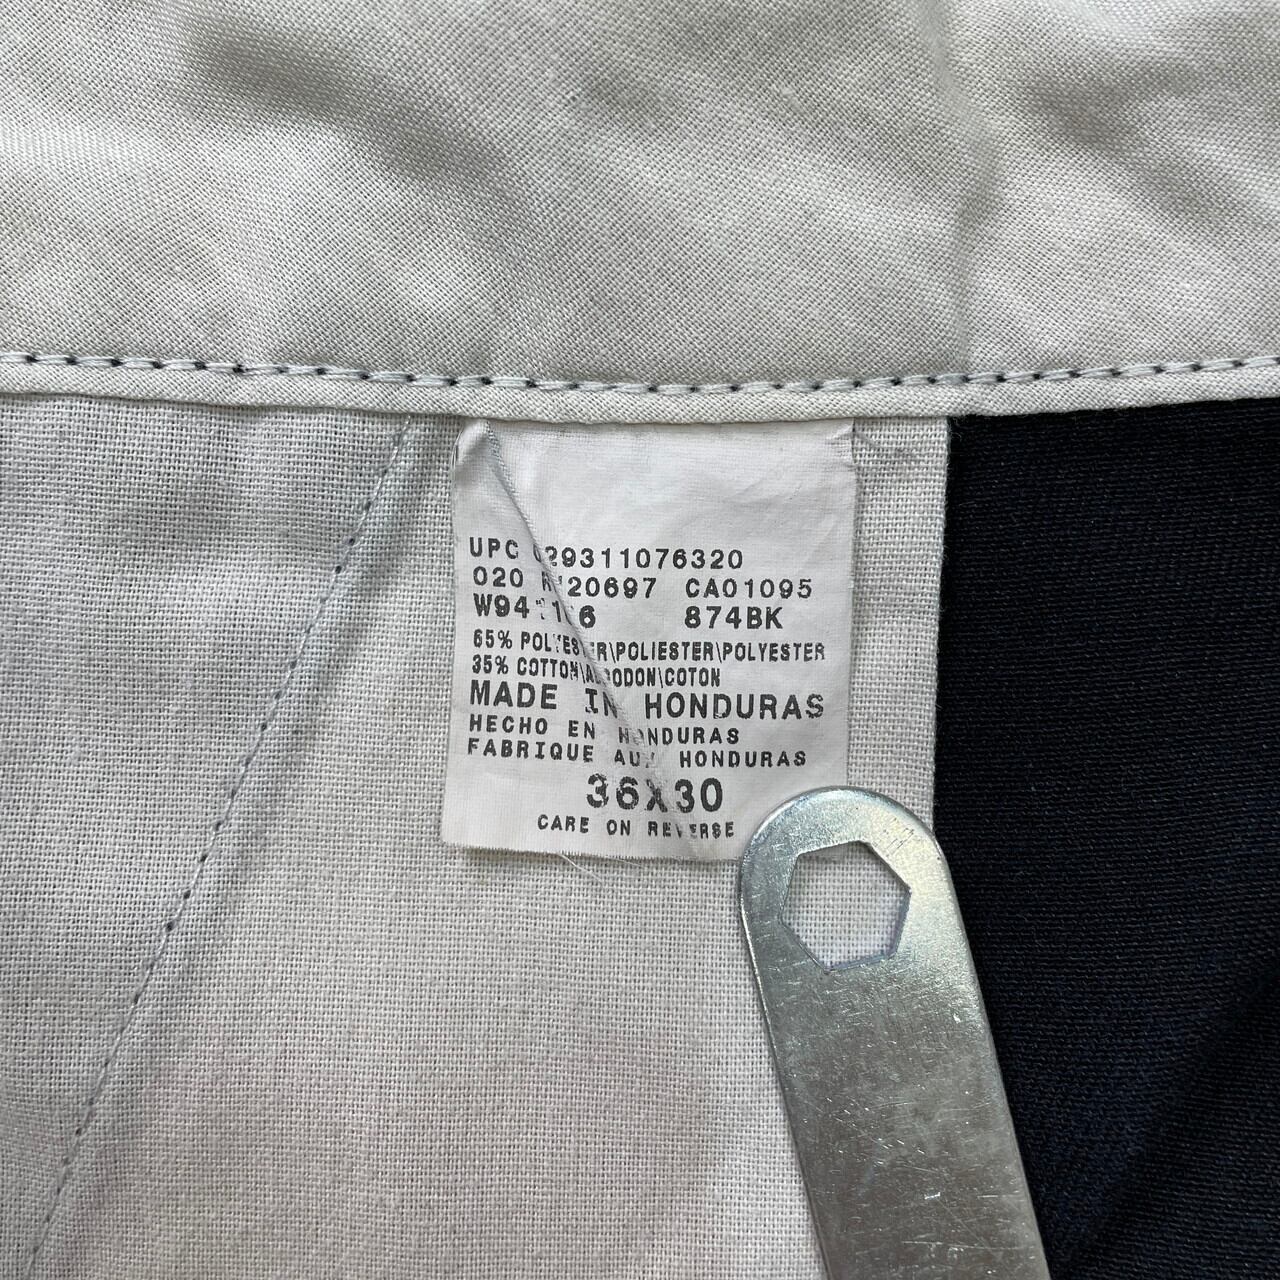 UPC 029311076320
020 120697 CA01095
874BK
65% POLYESTER\POLIESTER\POLYESTER
35% COTTON\ALGODON\COTON
MADE IN HONDURAS
HECHO EN HONDURAS
FABRIQUE AUX HONDURAS
36X30
CARE ON REVERSE